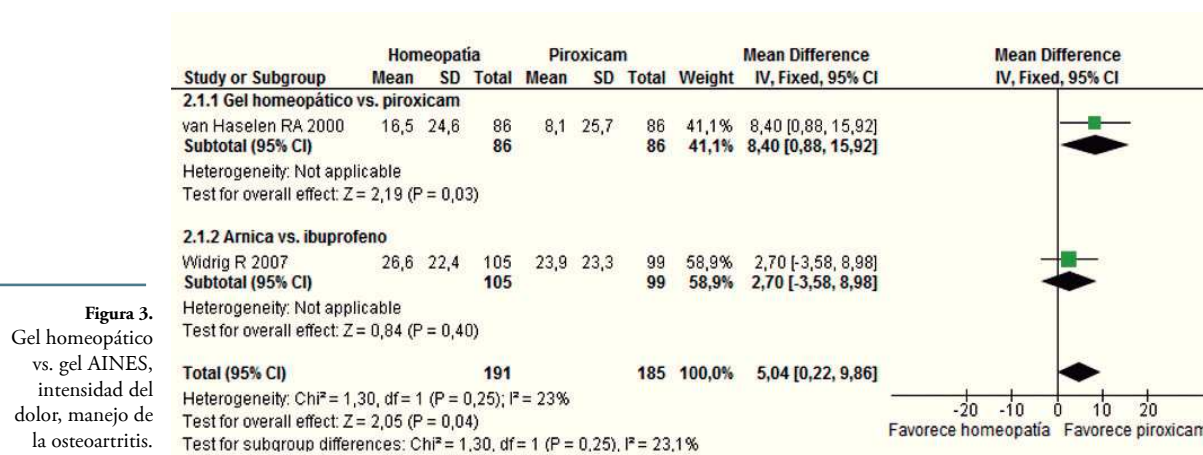 Homeopatía Piroxicam Mean Difference Mean Difference
Study or Subgroup Mean SD Total Mean SD Total Weight IV, Fixed, 95% CI IV, Fixed, 95% CI
2.1.1 Gel homeopático vs. piroxicam
van Haselen RA 2000 16,5 24,6 86 8,1 25,7 86 41,1% 8,40 [0,88, 15,92]
Subtotal (95% CI) 86 86 41,1% 8,40 [0,88, 15,92]
Heterogeneity: Not applicable
Test for overall effect: Z = 2,19 (P = 0,03)
2.1.2 Arnica vs. ibuprofeno
Widrig R 2007 26,6 22,4 105 23,9 23,3 99 58,9% 2,70 [-3,58, 8,98]
Subtotal (95% CI) 105 99 58,9% 2,70 [-3,58, 8,98]
Heterogeneity: Not applicable
Test for overall effect: Z = 0,84 (P = 0,40)
Total (95% CI) 191 185 100,0% 5,04 [0,22, 9,86]
Heterogeneity: Chi² = 1,30, df = 1 (P = 0,25); I² = 23%
Test for overall effect: Z = 2,05 (P = 0,04)
Test for subgroup differences: Chi² = 1,30, df = 1 (P = 0,25), I² = 23,1%
-20 -10 0 10 20
Favorece homeopatía Favorece piroxicam
Figura 3.
Gel homeopático
vs. gel AINES,
intensidad del
dolor, manejo de
la osteoartritis.